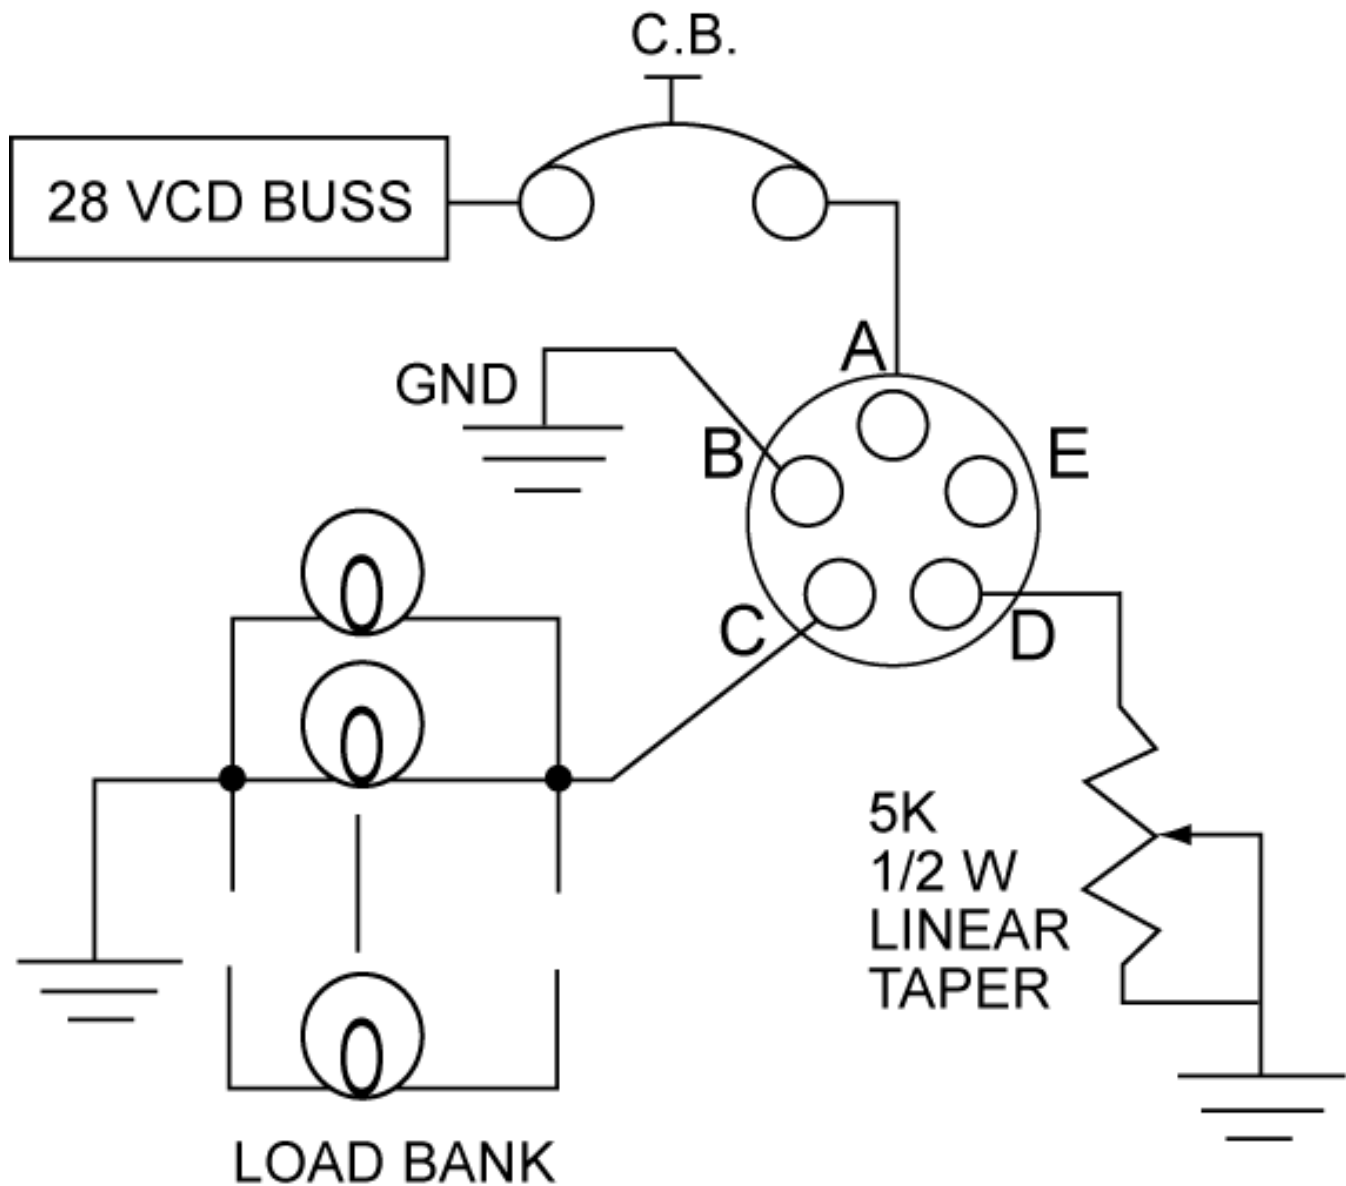 C.B.
28 VCD BUSS
A
GND
B
E
C
D
5K
1/2 W
LINEAR
TAPER
LOAD BANK